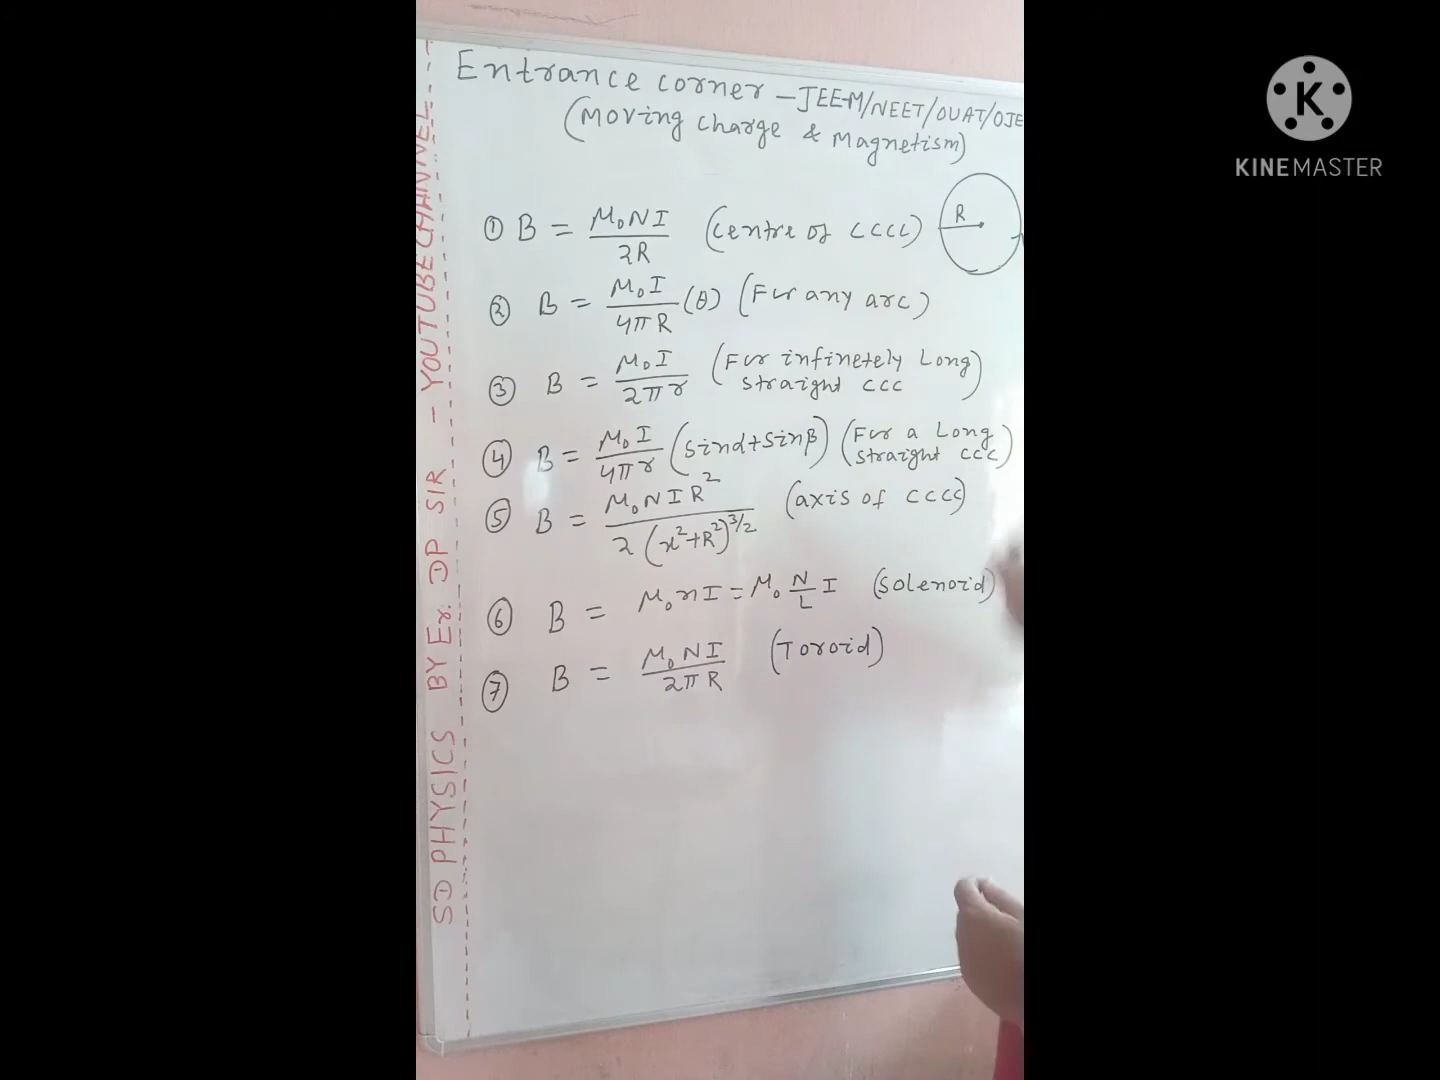 Entrance corner - JEE-M/NEET/OUAT/OJE
(Moving charge & Magnetism)
① B = μ₀NI / 2R (centre of CCCC)
R
② B = μ₀I / 4πR (θ) (For any arc)
③ B = μ₀I / 2πr (For infinetely Long straight CCC)
④ B = μ₀I / 4πr (sinα+sinβ) (For a Long straight CCC)
⑤ B = μ₀NIR² / 2(x²+R²)^3/2 (axis of CCCC)
⑥ B = μ₀nI = μ₀ N/L I (Solenoid)
⑦ B = μ₀NI / 2πR (Toroid)
SD PHYSICS BY Er. DP SIR - YOUTUBE CHANNEL
K
KINEMASTER